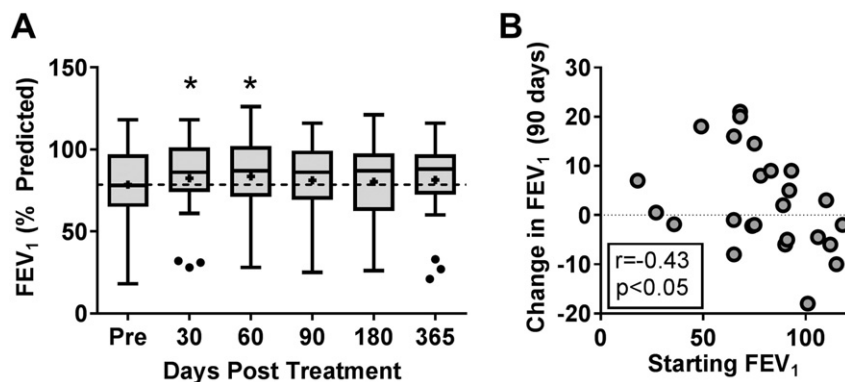 A
FEV₁ (% Predicted)
150
100
50
0
* *
Pre 30 60 90 180 365
Days Post Treatment
B
Change in FEV₁ (90 days)
30
20
10
0
-10
-20
r=-0.43
p<0.05
0 50 100
Starting FEV₁